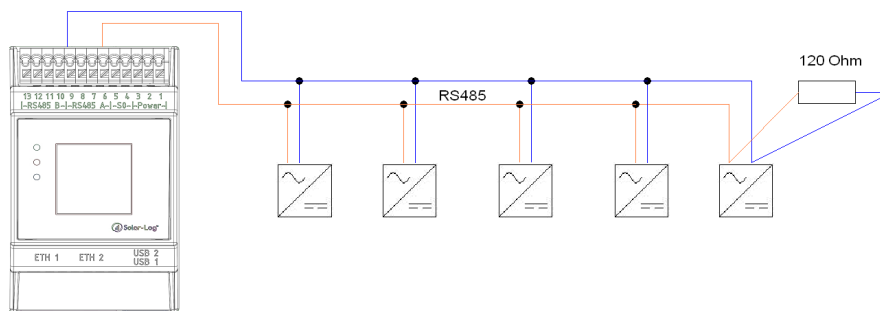 120 Ohm
RS485
13 12 11 10 9 8 7 6 5 4 3 2 1
|-RS485 B-|-RS485 A-|-S0-|-Power-|
Solar-Log®
ETH 1 ETH 2 USB 2
USB 1